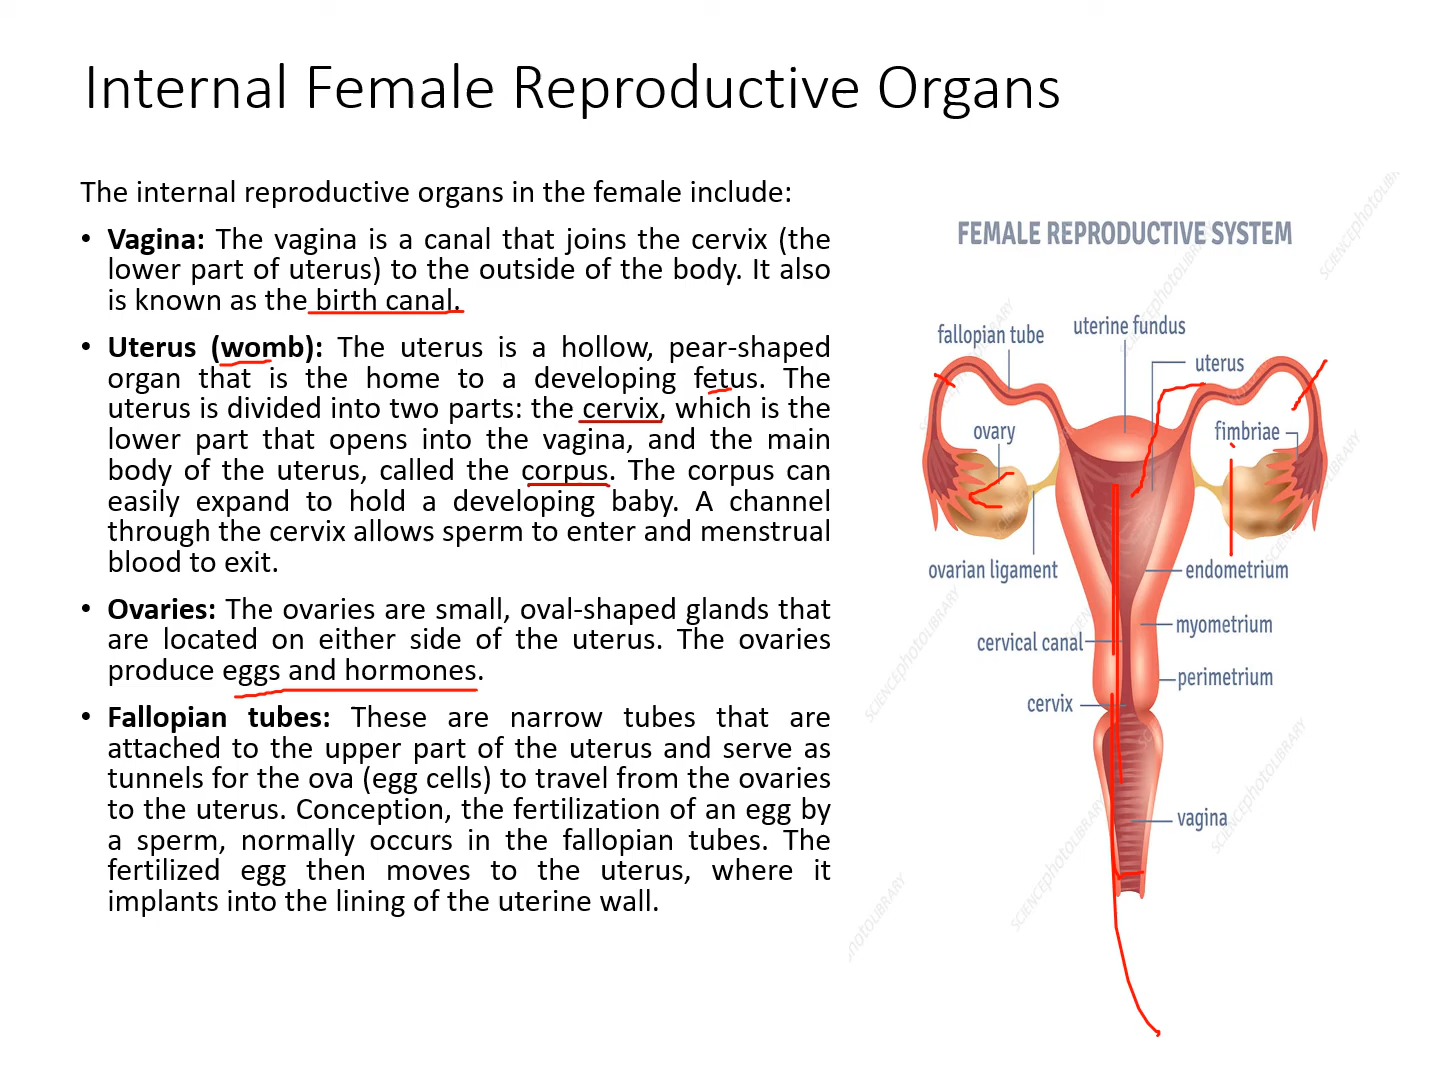 Internal Female Reproductive Organs
The internal reproductive organs in the female include:
• Vagina: The vagina is a canal that joins the cervix (the
lower part of uterus) to the outside of the body. It also
is known as the birth canal.
• Uterus (womb): The uterus is a hollow, pear-shaped
organ that is the home to a developing fetus. The
uterus is divided into two parts: the cervix, which is the
lower part that opens into the vagina, and the main
body of the uterus, called the corpus. The corpus can
easily expand to hold a developing baby. A channel
through the cervix allows sperm to enter and menstrual
blood to exit.
• Ovaries: The ovaries are small, oval-shaped glands that
are located on either side of the uterus. The ovaries
produce eggs and hormones.
• Fallopian tubes: These are narrow tubes that are
attached to the upper part of the uterus and serve as
tunnels for the ova (egg cells) to travel from the ovaries
to the uterus. Conception, the fertilization of an egg by
a sperm, normally occurs in the fallopian tubes. The
fertilized egg then moves to the uterus, where it
implants into the lining of the uterine wall.
FEMALE REPRODUCTIVE SYSTEM
fallopian tube
uterine fundus
uterus
ovary
fimbriae
ovarian ligament
endometrium
cervical canal
myometrium
perimetrium
cervix
vagina
SCIENCEphotoLIBRARY
SCIENCEphotoLIBRARY
SCIENCEphotoLIBRARY
SCIENCEphotoLIBRARY